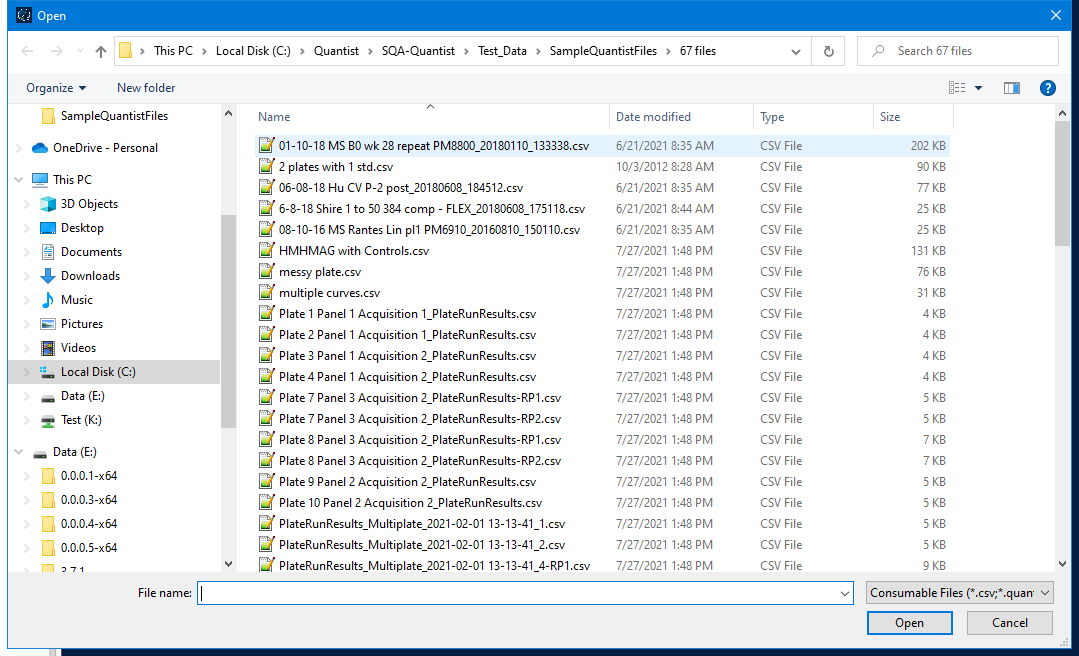 Open
This PC > Local Disk (C:) > Quantist > SQA-Quantist > Test_Data > SampleQuantistFiles > 67 files
Search 67 files
Organize New folder
SampleQuantistFiles
OneDrive - Personal
This PC
3D Objects
Desktop
Documents
Downloads
Music
Pictures
Videos
Local Disk (C:)
Data (E:)
Test (K:)
Data (E:)
0.0.0.1-x64
0.0.0.3-x64
0.0.0.4-x64
0.0.0.5-x64
3.7.1
Name Date modified Type Size
01-10-18 MS B0 wk 28 repeat PM8800_20180110_133338.csv 6/21/2021 8:35 AM CSV File 202 KB
2 plates with 1 std.csv 10/3/2012 8:28 AM CSV File 90 KB
06-08-18 Hu CV P-2 post_20180608_184512.csv 6/21/2021 8:35 AM CSV File 77 KB
6-8-18 Shire 1 to 50 384 comp - FLEX_20180608_175118.csv 6/21/2021 8:44 AM CSV File 25 KB
08-10-16 MS Rantes Lin pl1 PM6910_20160810_150110.csv 6/21/2021 8:35 AM CSV File 25 KB
HMHMAG with Controls.csv 7/27/2021 1:48 PM CSV File 131 KB
messy plate.csv 7/27/2021 1:48 PM CSV File 76 KB
multiple curves.csv 7/27/2021 1:48 PM CSV File 31 KB
Plate 1 Panel 1 Acquisition 1_PlateRunResults.csv 7/27/2021 1:48 PM CSV File 4 KB
Plate 2 Panel 1 Acquisition 1_PlateRunResults.csv 7/27/2021 1:48 PM CSV File 4 KB
Plate 3 Panel 1 Acquisition 2_PlateRunResults.csv 7/27/2021 1:48 PM CSV File 4 KB
Plate 4 Panel 1 Acquisition 2_PlateRunResults.csv 7/27/2021 1:48 PM CSV File 4 KB
Plate 7 Panel 3 Acquisition 2_PlateRunResults-RP1.csv 7/27/2021 1:48 PM CSV File 5 KB
Plate 7 Panel 3 Acquisition 2_PlateRunResults-RP2.csv 7/27/2021 1:48 PM CSV File 5 KB
Plate 8 Panel 3 Acquisition 2_PlateRunResults-RP1.csv 7/27/2021 1:48 PM CSV File 7 KB
Plate 8 Panel 3 Acquisition 2_PlateRunResults-RP2.csv 7/27/2021 1:48 PM CSV File 7 KB
Plate 9 Panel 2 Acquisition 2_PlateRunResults.csv 7/27/2021 1:48 PM CSV File 5 KB
Plate 10 Panel 2 Acquisition 2_PlateRunResults.csv 7/27/2021 1:48 PM CSV File 5 KB
PlateRunResults_Multiplate_2021-02-01 13-13-41_1.csv 7/27/2021 1:48 PM CSV File 5 KB
PlateRunResults_Multiplate_2021-02-01 13-13-41_2.csv 7/27/2021 1:48 PM CSV File 5 KB
PlateRunResults_Multiplate_2021-02-01 13-13-41_4-RP1.csv 7/27/2021 1:48 PM CSV File 9 KB
File name: Consumable Files (*.csv;*.quan
Open Cancel